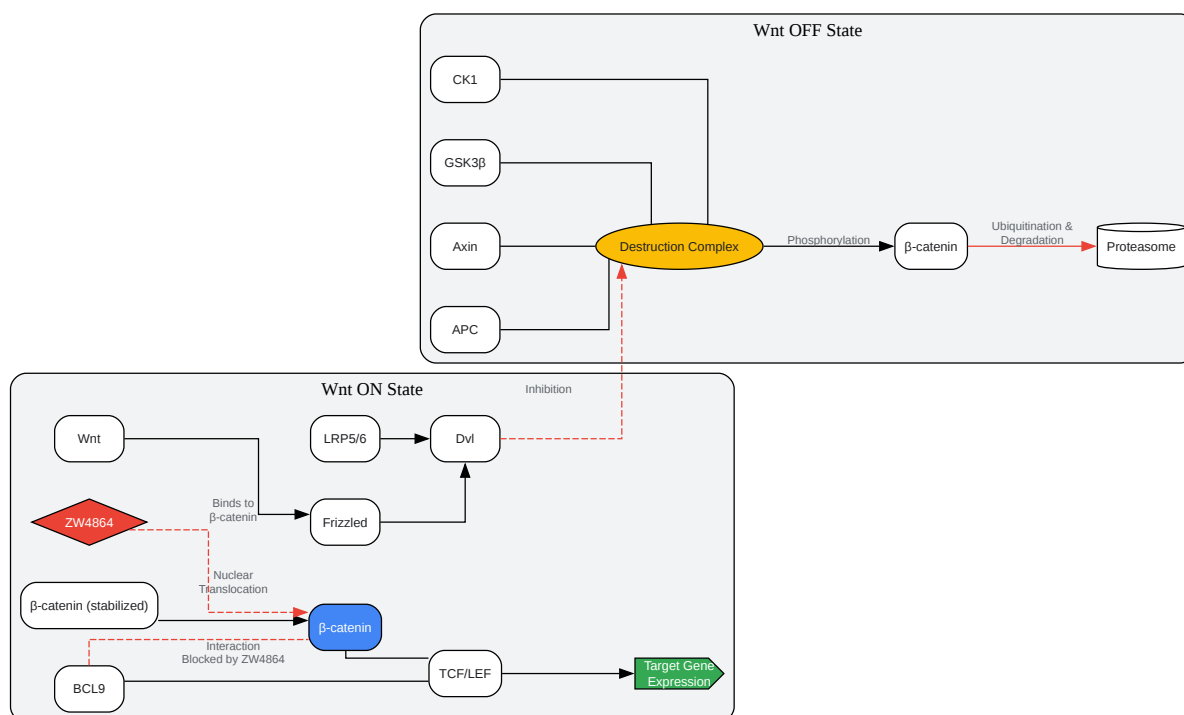 Wnt OFF State
CK1
GSK3β
Axin
APC
Destruction Complex
Phosphorylation
β-catenin
Ubiquitination &
Degradation
Proteasome
Wnt ON State
Inhibition
Wnt
LRP5/6
Dvl
Binds to
β-catenin
Frizzled
ZW4864
Nuclear
Translocation
β-catenin (stabilized)
β-catenin
Interaction
Blocked by ZW4864
BCL9
TCF/LEF
Target Gene
Expression